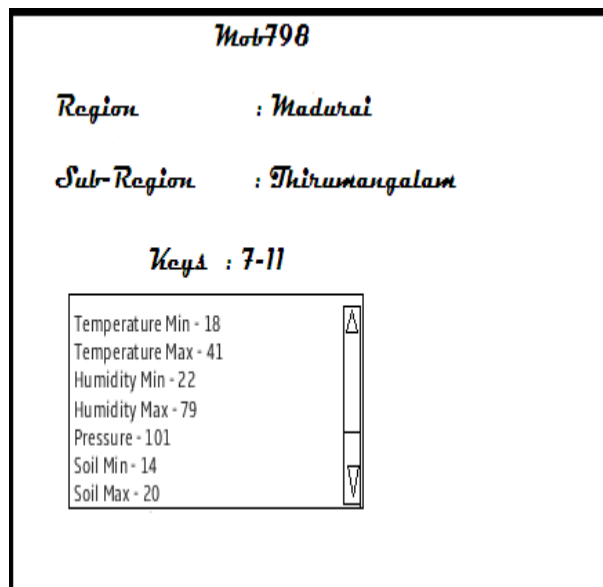 Mob798
Region : Madurai
Sub-Region : Thirumangalam
Keys : 7-11
Temperature Min - 18
Temperature Max - 41
Humidity Min - 22
Humidity Max - 79
Pressure - 101
Soil Min - 14
Soil Max - 20